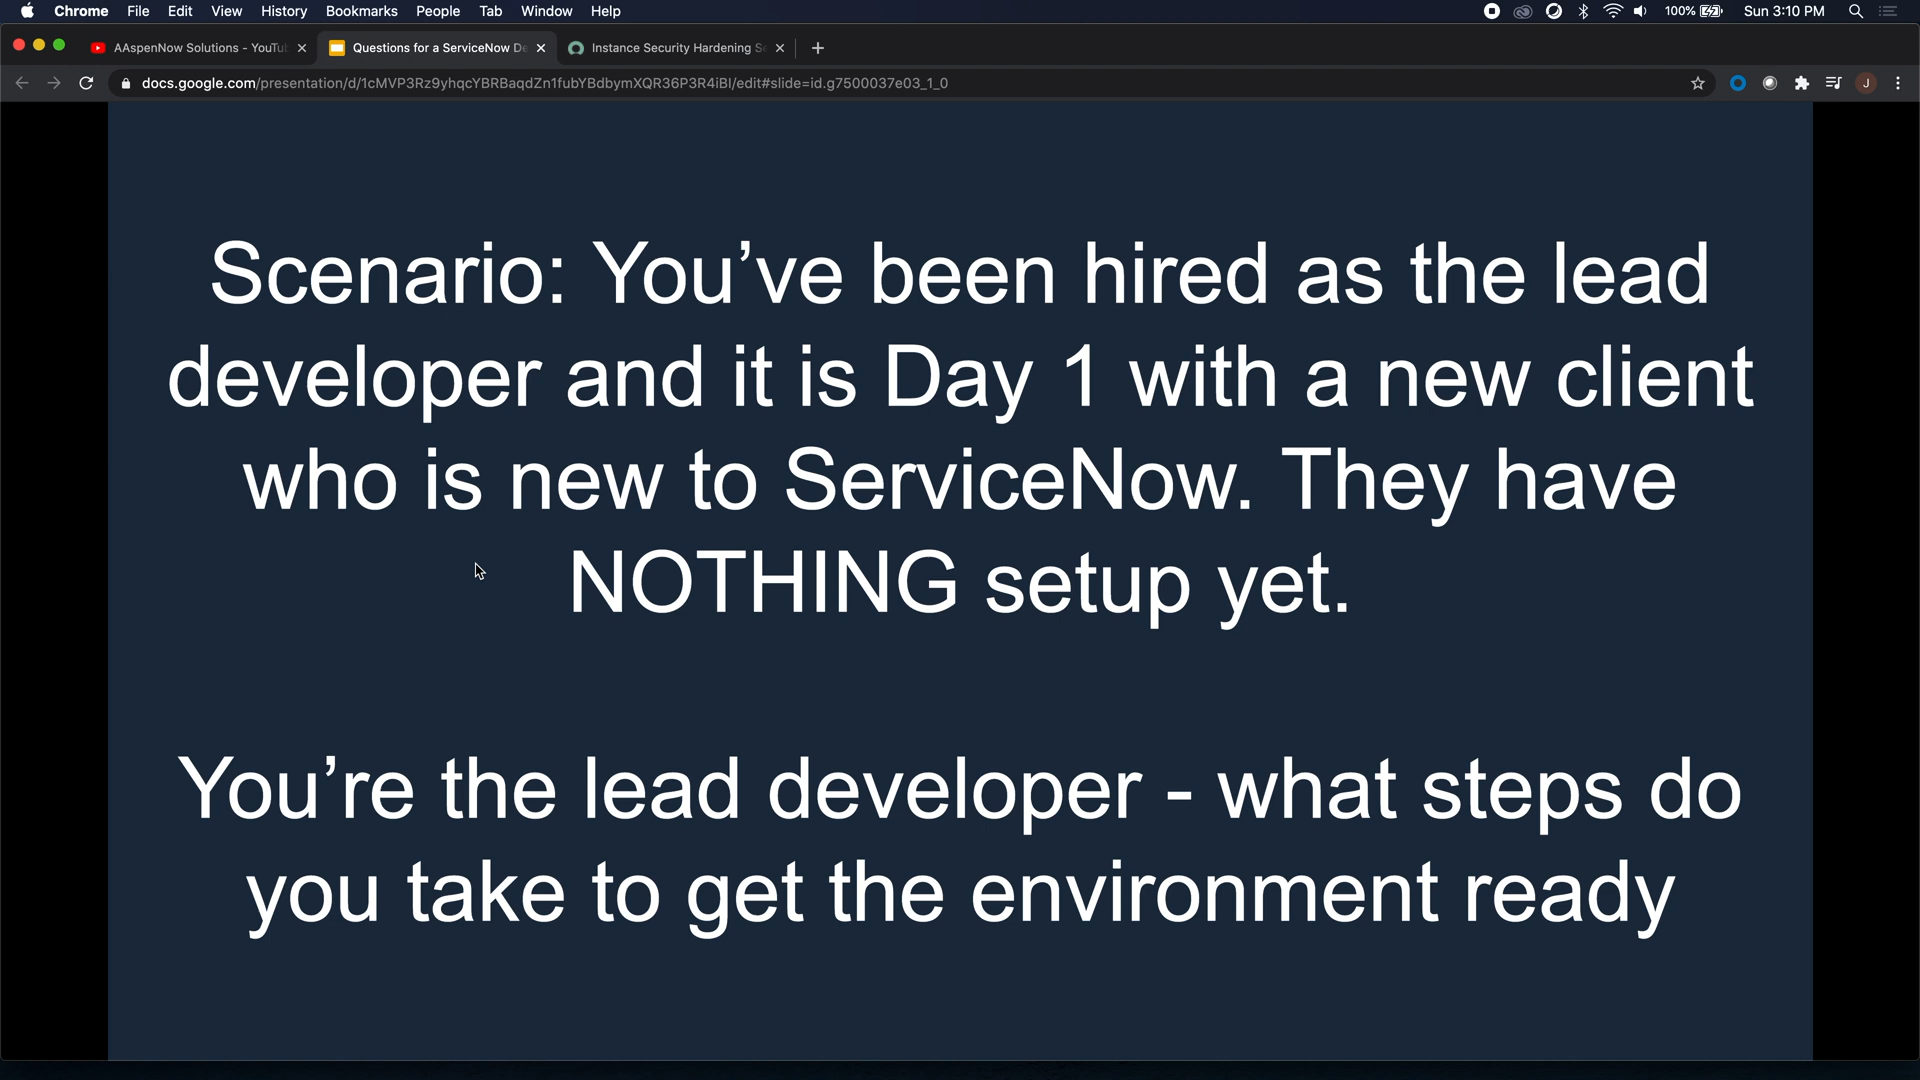 Chrome File Edit View History Bookmarks People Tab Window Help 100% Sun 3:10 PM
AAspenNow Solutions - YouTu Questions for a ServiceNow De Instance Security Hardening Se
docs.google.com/presentation/d/1cMVP3Rz9yhqcYBRBaqdZn1fubYBdbymXQR36P3R4iBI/edit#slide=id.g7500037e03_1_0 J
Scenario: You’ve been hired as the lead
developer and it is Day 1 with a new client
who is new to ServiceNow. They have
NOTHING setup yet.
You’re the lead developer - what steps do
you take to get the environment ready